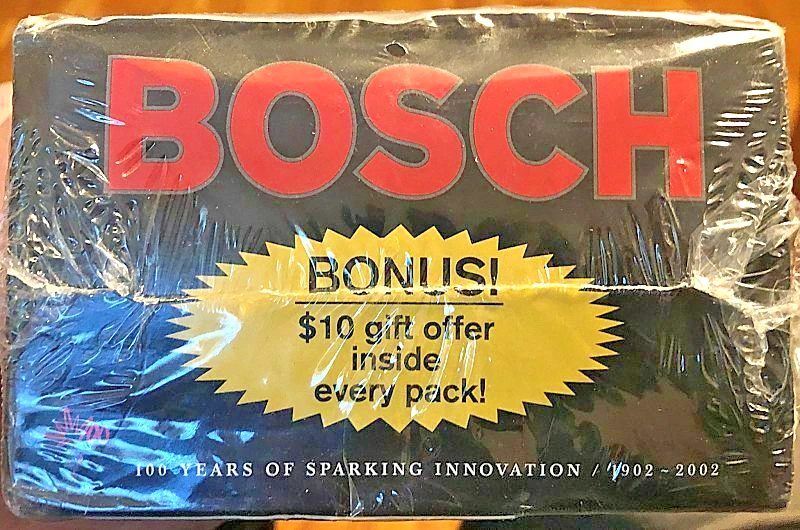 BOSCH
BONUS!
$10 gift offer
inside
every pack!
100 YEARS OF SPARKING INNOVATION / 1902 ~ 2002